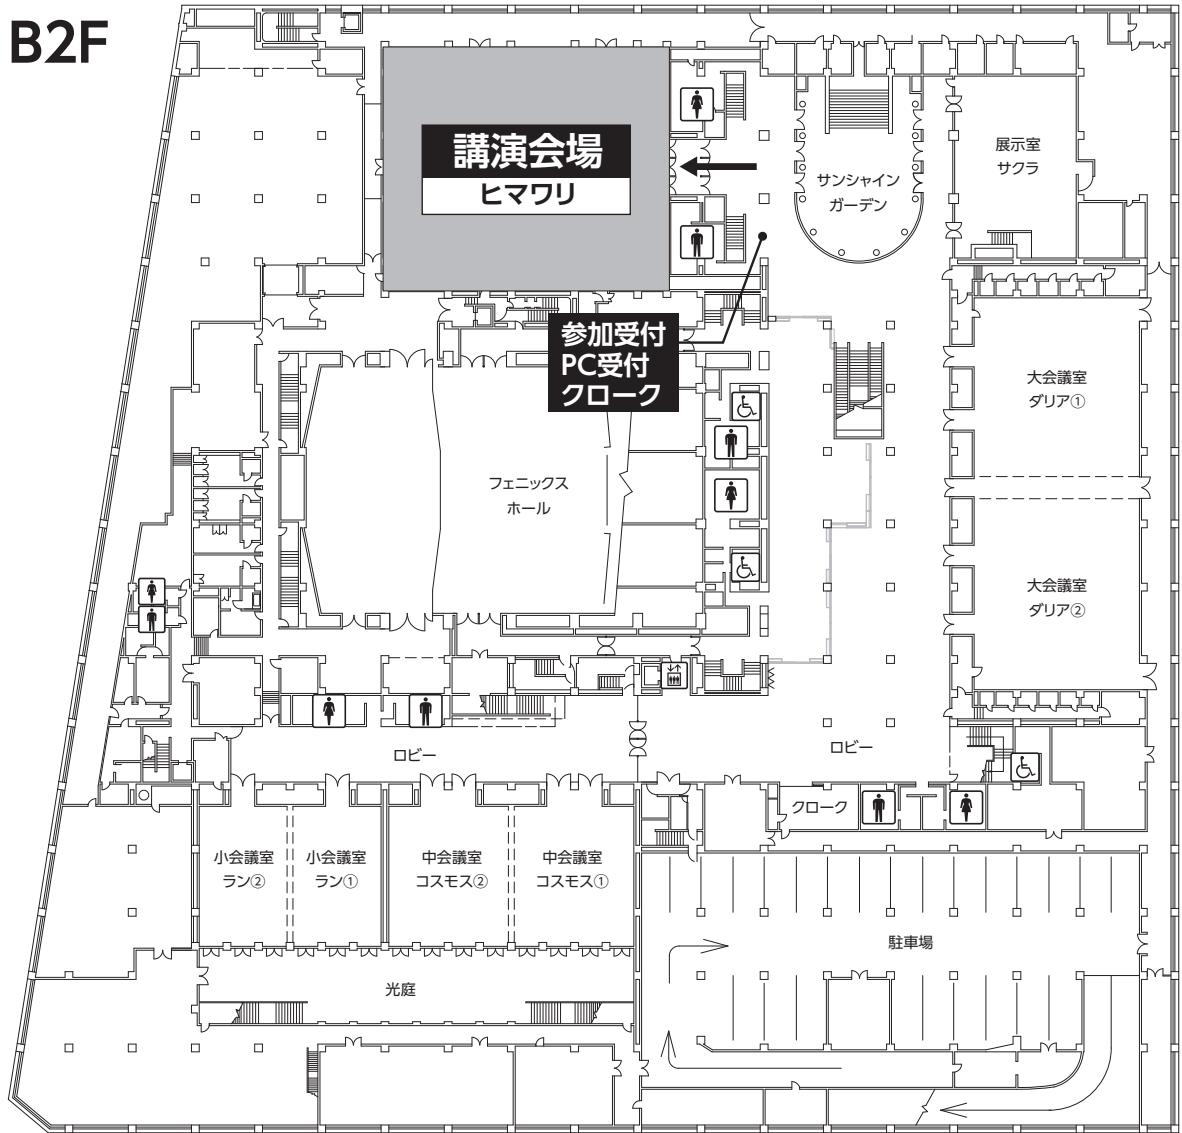 B2F
講演会場
ヒマワリ
展示室
サクラ
サンシャイン
ガーデン
参加受付
PC受付
クローク
大会議室
ダリア①
フェニックス
ホール
大会議室
ダリア②
ロビー
ロビー
クローク
小会議室
ラン②
小会議室
ラン①
中会議室
コスモス②
中会議室
コスモス①
駐車場
光庭